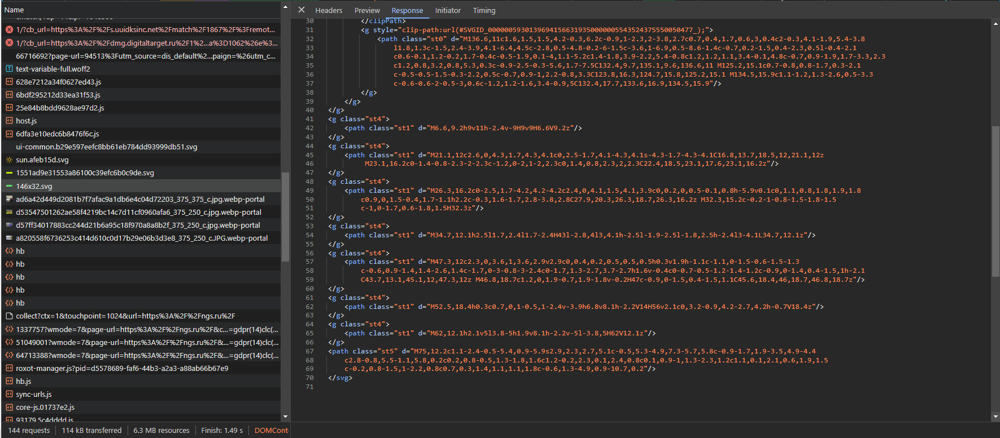 Name
1/?cb_url=https%3A%2F%2Fs.uuidksinc.net%2Fmatch%2F1867%2F%3Fremot...
1/?cb_url=https%3A%2F%2Fdmg.digitaltarget.ru%2F1%2...a%3D1062%26e%3...
66716692?page-url=94513%3Futm_source=dis_default%2...paign=%26utm_c...
text-variable-full.woff2
628e7212a34f0627ed43.js
6bdf295212d33ea31f53.js
25e84b8bdd9628ae97d2.js
host.js
6dfa3e10edc6b8476f6c.js
ui-common.b29e597eefc8bb61eb784dd93999db51.svg
sun.afeb15d.svg
1551ad9e31553a86100c39efc6b0c9de.svg
146x32.svg
ad6a42d449d2081b7f7afac9a1db6e4c04d72203_375_375_c.jpg.webp-portal
d53547501262ae58f4219bc14c7d11cf0960afa6_375_250_c.jpg.webp-portal
d57ff34017883cc244d21b6a95c18f970a8a8b2f_375_250_c.jpg.webp-portal
a820558f6736253c414d610c0d17b29e06b3d3e8_375_250_c.JPG.webp-portal
hb
hb
hb
hb
hb
collect?ctx=1&touchpoint=1024&url=https%3A%2F%2Fngs.ru%2F
1337757?wmode=7&page-url=https%3A%2F%2Fngs.ru%2F&c...=gdpr(14)clc(...
51049001?wmode=7&page-url=https%3A%2F%2Fngs.ru%2F&...=gdpr(14)clc(...
64713388?wmode=7&page-url=https%3A%2F%2Fngs.ru%2F&...=gdpr(14)clc(...
roxot-manager.js?pid=d5578689-faf6-44b3-a2a3-a88ab66b67e9
hb.js
sync-urls.js
core-js.01737e2.js
93179.5c4dddd.js
144 requests 114 kB transferred 6.3 MB resources Finish: 1.49 s DOMCont
Headers Preview Response Initiator Timing
30 </clipPath>
31 <g style="clip-path:url(#SVGID_00000059301396941566319350000005543524375550050477_);">
32 <path class="st0" d="M136.6,11c1.6,1.5,1.5,4.2-0.3,6.2c-0.9,1-2.3,2-3.8,2.7c0.7,0.4,1.7,0.6,3,0.4c2-0.3,4.1-1.9,5.4-3.8
33 l1.8,1.3c-1.5,2.4-3.9,4.1-6.4,4.5c-2.8,0.5-4.8-0.2-6-1.5c-3.6,1-6.9,0.5-8.6-1.4c-0.7,0.2-1.5,0.4-2.3,0.5l-0.4-2.1
34 c0.6-0.1,1.2-0.2,1.7-0.4c-0.5-1.9,0.1-4,1.1-5.2c1.4-1.8,3.9-2.2,5.4-0.8c1.2,1.2,1.1,3.4-0.1,4.8c-0.7,0.9-1.9,1.7-3.3,2.3
35 c1.2,0.8,3.2,0.8,5.3,0.3c-0.9-2.5-0.3-5.6,1.7-7.5C132.4,9.7,135.1,9.6,136.6,11 M125.2,15.1c0.7-0.8,0.8-1.7,0.3-2.1
36 c-0.5-0.5-1.5-0.3-2.2,0.5c-0.7,0.9-1,2.2-0.8,3.3C123.8,16.3,124.7,15.8,125.2,15.1 M134.5,15.9c1.1-1.2,1.3-2.6,0.5-3.3
37 c-0.6-0.6-2-0.5-3,0.6c-1.2,1.2-1.6,3.4-0.9,5C132.4,17.7,133.6,16.9,134.5,15.9"/>
38 </g>
39 </g>
40 </g>
41 <g class="st4">
42 <path class="st1" d="M6.6,9.2h9v11h-2.4v-9H9v9H6.6V9.2z"/>
43 </g>
44 <g class="st4">
45 <path class="st1" d="M21.1,12c2.6,0,4.3,1.7,4.3,4.1c0,2.5-1.7,4.1-4.3,4.1s-4.3-1.7-4.3-4.1C16.8,13.7,18.5,12,21.1,12z
46 M23.1,16.2c0-1.4-0.8-2.3-2-2.3c-1.2,0-2,1-2,2.3c0,1.4,0.8,2.3,2,2.3C22.4,18.5,23.1,17.6,23.1,16.2z"/>
47 </g>
48 <g class="st4">
49 <path class="st1" d="M26.3,16.2c0-2.5,1.7-4.2,4.2-4.2c2.4,0,4.1,1.5,4.1,3.9c0,0.2,0,0.5-0.1,0.8h-5.9v0.1c0,1.1,0.8,1.8,1.9,1.8
50 c0.9,0,1.5-0.4,1.7-1.1h2.2c-0.3,1.6-1.7,2.8-3.8,2.8C27.9,20.3,26.3,18.7,26.3,16.2z M32.3,15.2c-0.2-1-0.8-1.5-1.8-1.5
51 c-1,0-1.7,0.6-1.8,1.5H32.3z"/>
52 </g>
53 <g class="st4">
54 <path class="st1" d="M34.7,12.1h2.5l1.7,2.4l1.7-2.4H43l-2.8,4l3,4.1h-2.5l-1.9-2.5l-1.8,2.5h-2.4l3-4.1L34.7,12.1z"/>
55 </g>
56 <g class="st4">
57 <path class="st1" d="M47.3,12c2.3,0,3.6,1,3.6,2.9v2.9c0,0.4,0.2,0.5,0.5,0.5h0.3v1.9h-1.1c-1.1,0-1.5-0.6-1.5-1.3
58 c-0.6,0.9-1.4,1.4-2.6,1.4c-1.7,0-3-0.8-3-2.4c0-1.7,1.3-2.7,3.7-2.7h1.6v-0.4c0-0.7-0.5-1.2-1.4-1.2c-0.9,0-1.4,0.4-1.5,1h-2.1
59 C43.7,13.1,45.1,12,47.3,12z M46.8,18.7c1.2,0,1.9-0.7,1.9-1.8v-0.2H47c-0.9,0-1.5,0.4-1.5,1.1C45.6,18.4,46,18.7,46.8,18.7z"/>
60 </g>
61 <g class="st4">
62 <path class="st1" d="M52.5,18.4h0.3c0.7,0,1-0.5,1-2.4v-3.9h6.8v8.1h-2.2V14H56v2.1c0,3.2-0.9,4.2-2.7,4.2h-0.7V18.4z"/>
63 </g>
64 <g class="st4">
65 <path class="st1" d="M62,12.1h2.1v5l3.8-5h1.9v8.1h-2.2v-5l-3.8,5H62V12.1z"/>
66 </g>
67 <path class="st5" d="M75,12.2c1.1-2.4-0.5-5.4,0.9-5.9s2.9,2.3,2.7,5.1c-0.5,5.3-4.9,7.3-5.7,5.8c-0.9-1.7,1.9-3.5,4.9-4.4
68 c2.8-0.8,5.5-1.1,5.8,0.2c0.2,0.8-0.5,1.3-1.8,1.6c1.2-0.2,2.3,0.1,2.4,0.8c0.1,0.9-1,1.3-2.3,1.2c1.1,0.1,2.1,0.6,1.9,1.5
69 c-0.2,0.8-1.5,1-2.2,0.8c0.7,0.3,1.4,1.1,1.1,1.8c-0.6,1.3-4.9,0.9-10.7,0.2"/>
70 </svg>
71